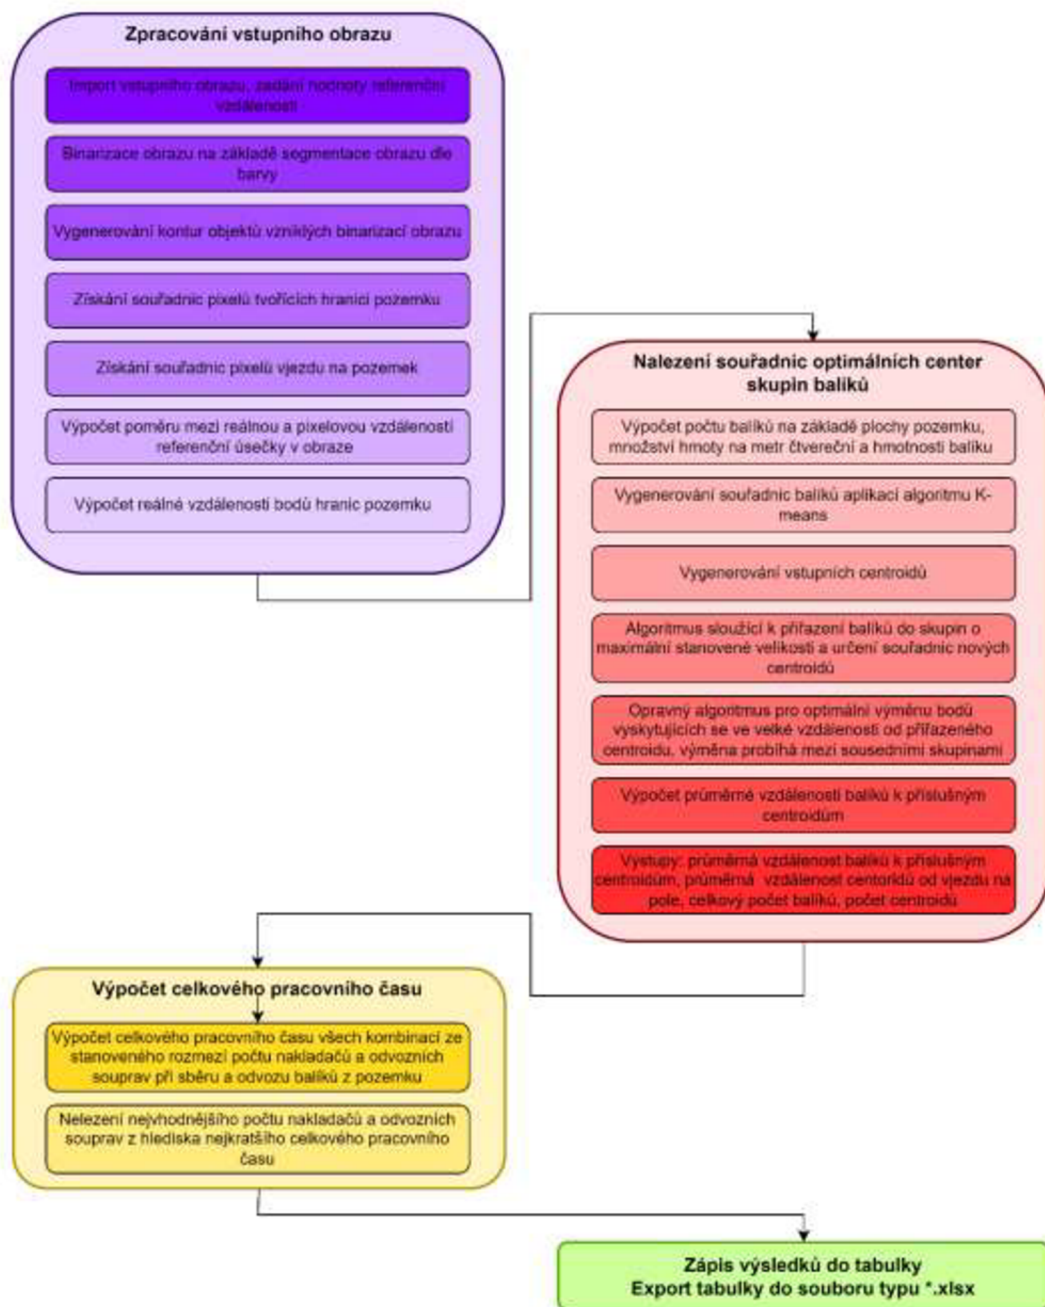 Zpracování vstupního obrazu
Import vstupního obrazu, zadání hodnoty referenční
vzdálenosti
Binarizace obrazu na základě segmentace obrazu dle
barvy
Vygenerování kontur objektů vzniklých binarizací obrazu
Získání souřadnic pixelů tvořících hranici pozemku
Získání souřadnic pixelů vjezdu na pozemek
Výpočet poměru mezi reálnou a pixelovou vzdáleností
referenční úsečky v obraze
Výpočet reálné vzdálenosti bodů hranic pozemku
Nalezení souřadnic optimálních center
skupin balíků
Výpočet počtu balíků na základě plochy pozemku,
množství hmoty na metr čtvereční a hmotnosti balíku
Vygenerování souřadnic balíků aplikací algoritmu K-
means
Vygenerování vstupních centroidů
Algoritmus sloužící k přiřazení balíků do skupin o
maximální stanovené velikosti a určení souřadnic nových
centroidů
Opravný algoritmus pro optimální výměnu bodů
vyskytujících se ve velké vzdálenosti od přiřazeného
centroidu, výměna probíhá mezi sousedními skupinami
Výpočet průměrné vzdálenosti balíků k příslušným
centroidům
Výstupy: průměrná vzdálenost balíků k příslušným
centroidům, průměrná vzdálenost centoridů od vjezdu na
pole, celkový počet balíků, počet centroidů
Výpočet celkového pracovního času
Výpočet celkového pracovního času všech kombinací ze
stanoveného rozmezí počtu nakladačů a odvozních
souprav při sběru a odvozu balíků z pozemku
Nelezení nejvhodnějšího počtu nakladačů a odvozních
souprav z hlediska nejkratšího celkového pracovního
času
Zápis výsledků do tabulky
Export tabulky do souboru typu *.xlsx